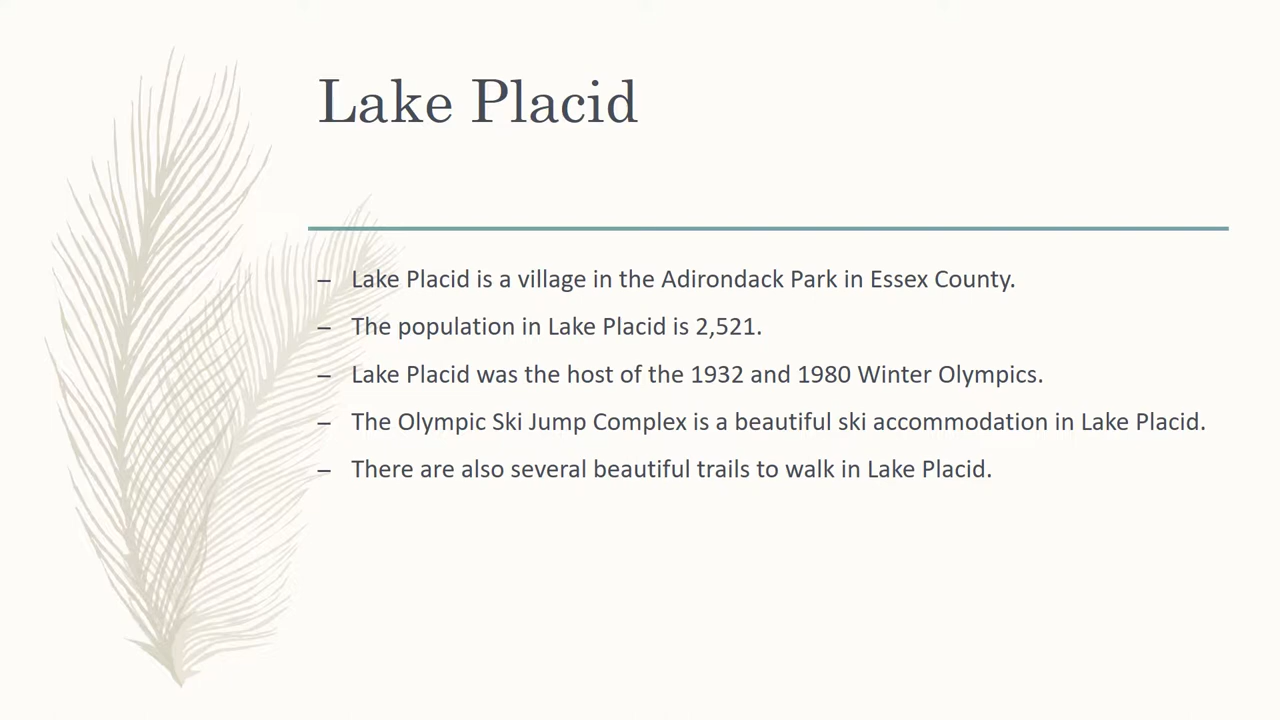 Lake Placid
– Lake Placid is a village in the Adirondack Park in Essex County.
– The population in Lake Placid is 2,521.
– Lake Placid was the host of the 1932 and 1980 Winter Olympics.
– The Olympic Ski Jump Complex is a beautiful ski accommodation in Lake Placid.
– There are also several beautiful trails to walk in Lake Placid.